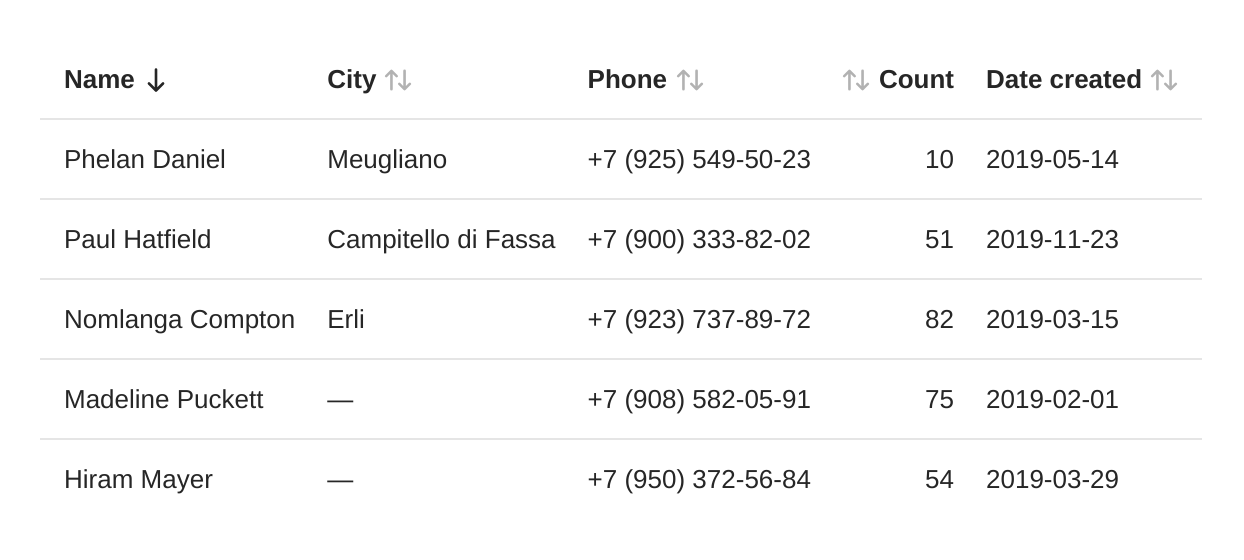 Name City Phone Count Date created
Phelan Daniel Meugliano +7 (925) 549-50-23 10 2019-05-14
Paul Hatfield Campitello di Fassa +7 (900) 333-82-02 51 2019-11-23
Nomlanga Compton Erli +7 (923) 737-89-72 82 2019-03-15
Madeline Puckett — +7 (908) 582-05-91 75 2019-02-01
Hiram Mayer — +7 (950) 372-56-84 54 2019-03-29